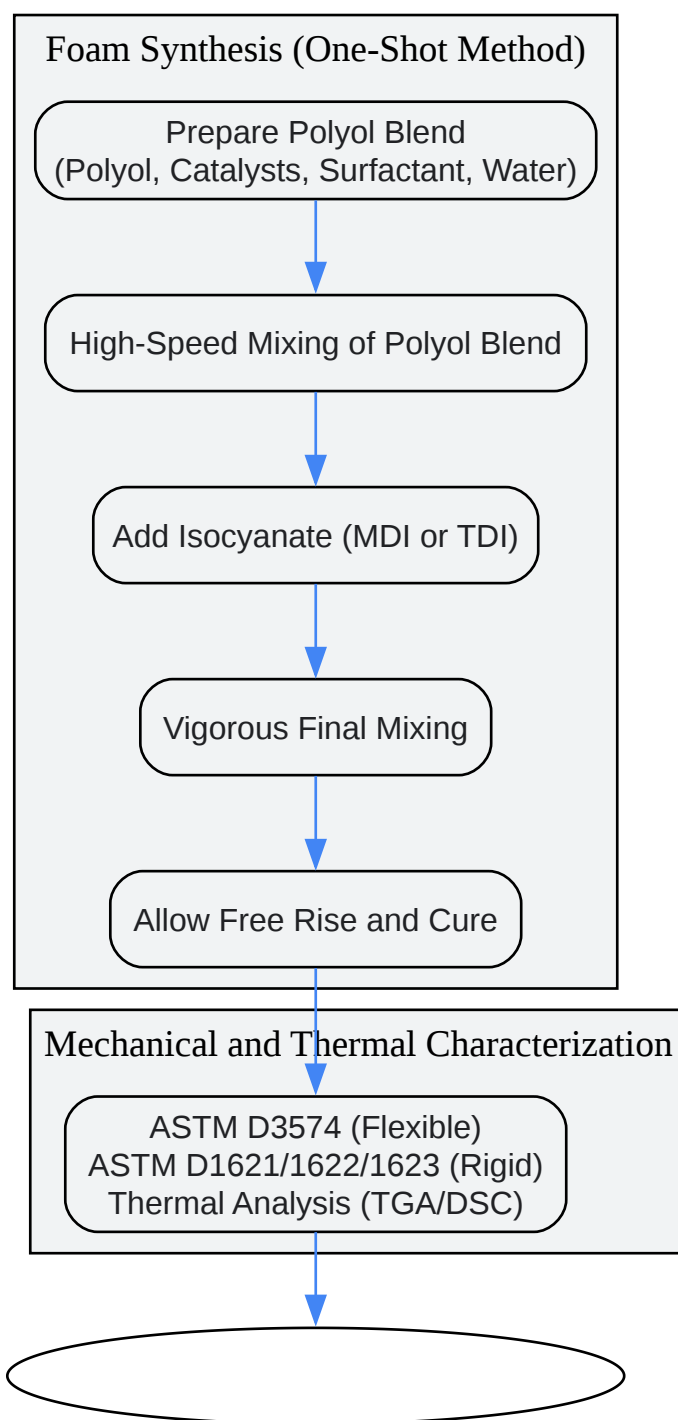 Foam Synthesis (One-Shot Method)
Prepare Polyol Blend
(Polyol, Catalysts, Surfactant, Water)
High-Speed Mixing of Polyol Blend
Add Isocyanate (MDI or TDI)
Vigorous Final Mixing
Allow Free Rise and Cure
Mechanical and Thermal Characterization
ASTM D3574 (Flexible)
ASTM D1621/1622/1623 (Rigid)
Thermal Analysis (TGA/DSC)